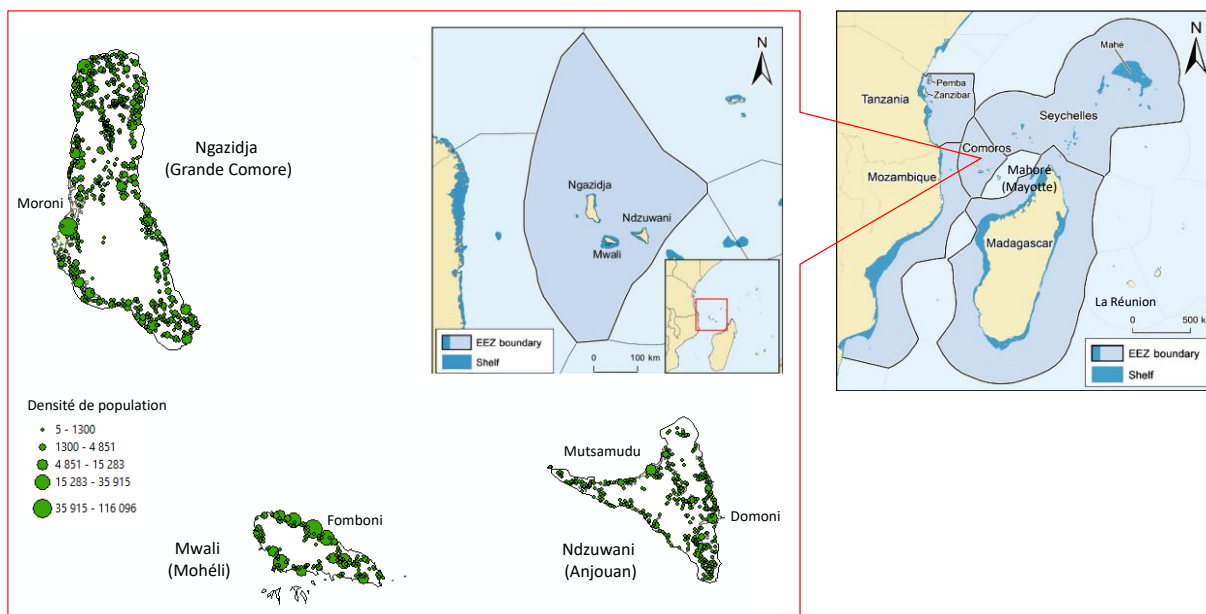 Ngazidja
(Grande Comore)
Moroni
Densité de population
5 - 1300
1300 - 4 851
4 851 - 15 283
15 283 - 35 915
35 915 - 116 096
Mwali
(Mohéli)
Fomboni
Mutsamudu
Domoni
Ndzuwani
(Anjouan)
N
Ngazidja
Ndzuwani
Mwali
EEZ boundary
Shelf
0 100 km
N
Mahé
Pemba
Zanzibar
Tanzania
Seychelles
Comoros
Mozambique
Mahoré
(Mayotte)
Madagascar
La Réunion
0 500 k
EEZ boundary
Shelf